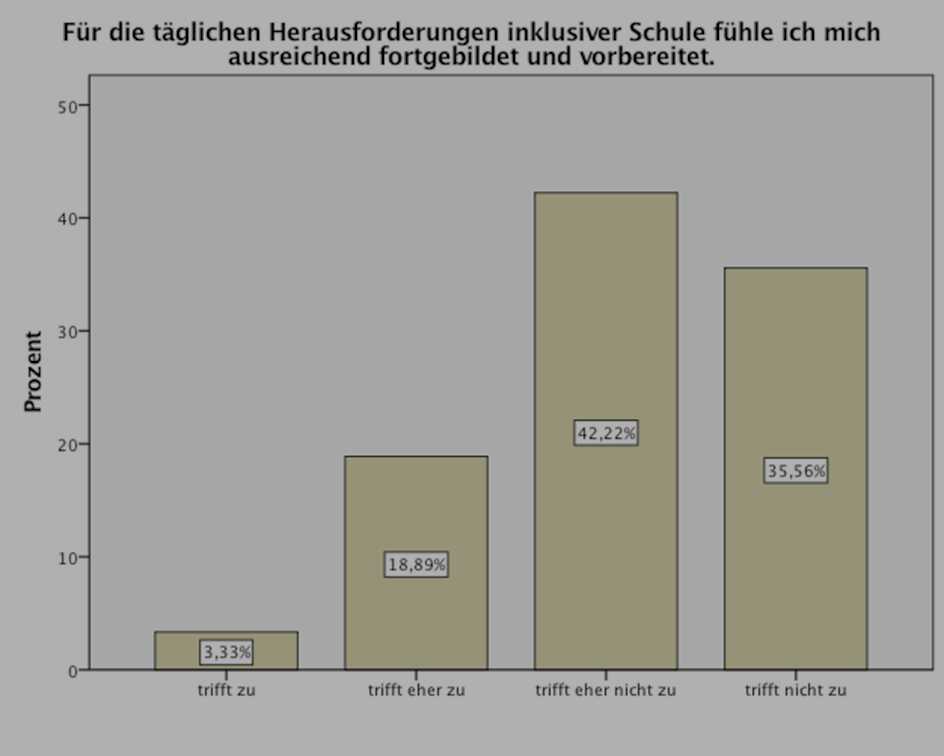 Für die täglichen Herausforderungen inklusiver Schule fühle ich mich
ausreichend fortgebildet und vorbereitet.
Prozent
50
40
30
20
10
0
3,33%
18,89%
42,22%
35,56%
trifft zu
trifft eher zu
trifft eher nicht zu
trifft nicht zu